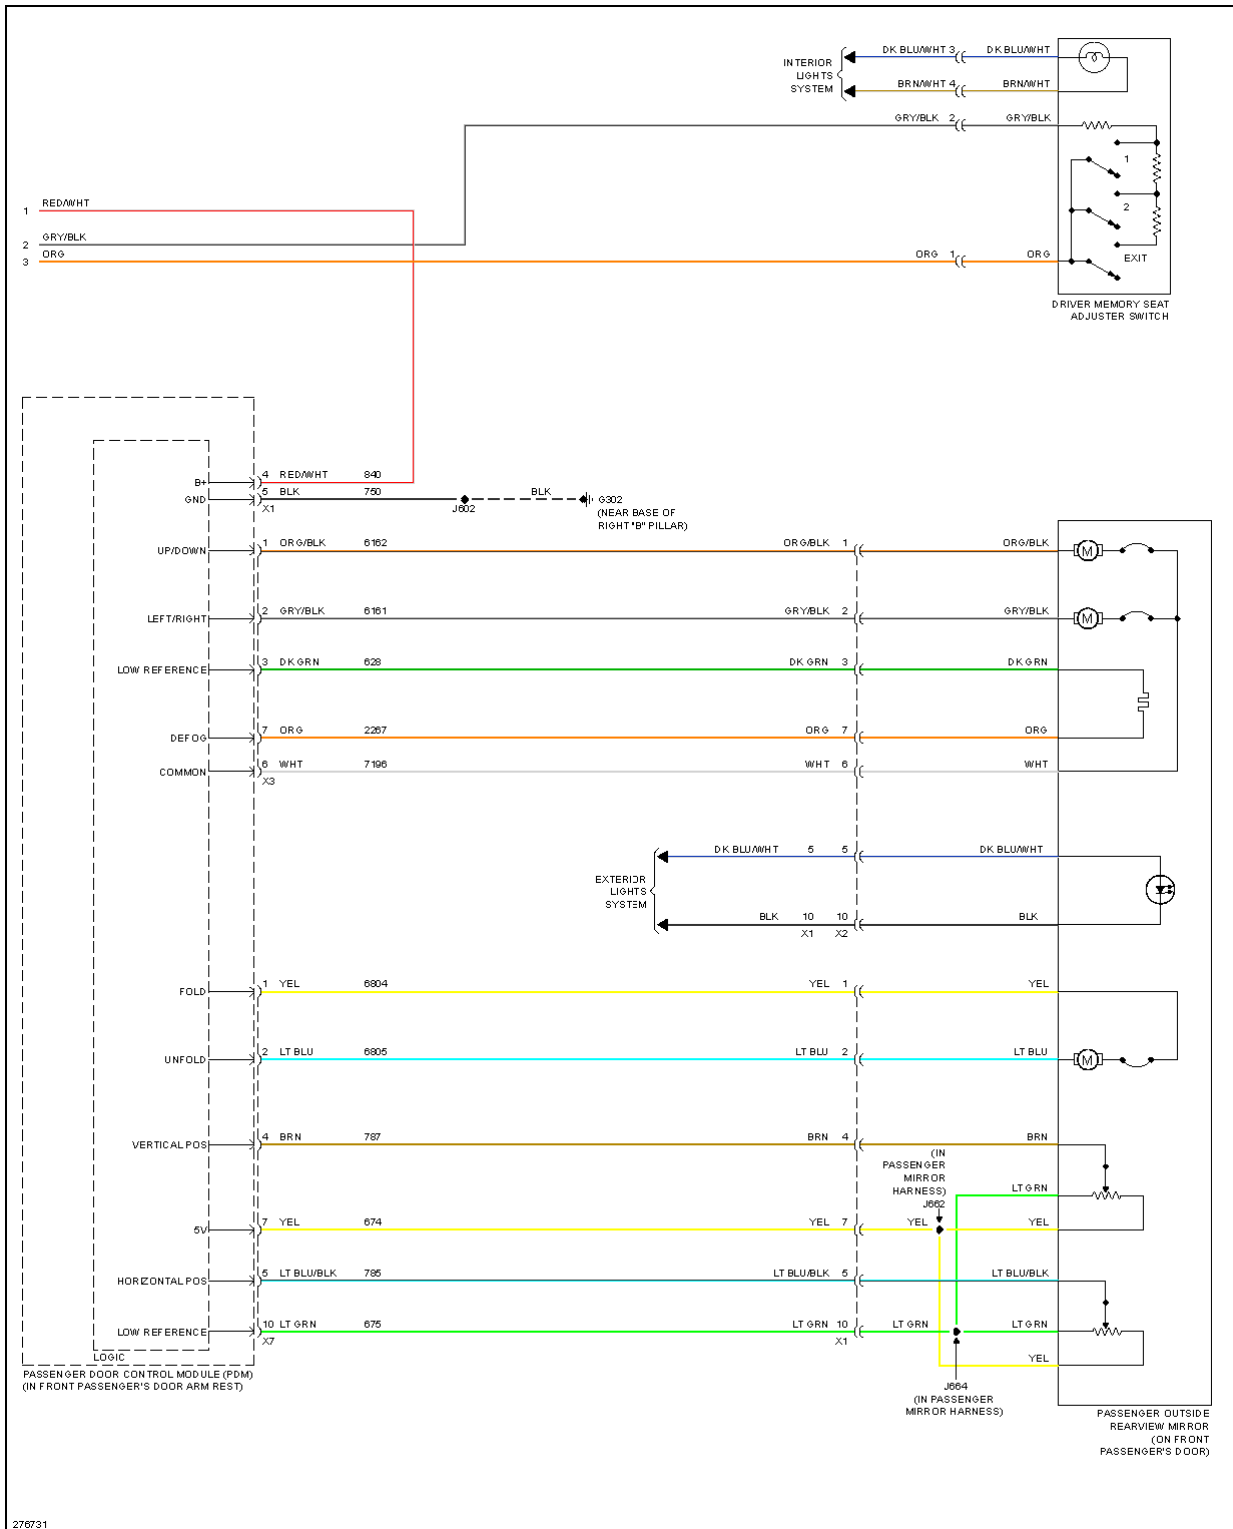 DK BLU/WHT 3 DK BLU/WHT
INTERIOR
LIGHTS
SYSTEM
BRN/WHT 4 BRN/WHT
GRY/BLK 2 GRY/BLK
1
2
EXIT
1 RED/WHT
2 GRY/BLK
3 ORG
ORG 1 ORG
DRIVER MEMORY SEAT
ADJUSTER SWITCH
B+ 4 RED/WHT 840
GND 5 BLK 750 BLK
X1 J602
G302
(NEAR BASE OF
RIGHT "B" PILLAR)
UP/DOWN 1 ORG/BLK 6162 ORG/BLK 1 ORG/BLK
M
LEFT/RIGHT 2 GRY/BLK 6161 GRY/BLK 2 GRY/BLK
M
LOW REFERENCE 3 DK GRN 628 DK GRN 3 DK GRN
DEFOG 7 ORG 2267 ORG 7 ORG
COMMON 6 WHT 7196 WHT 6 WHT
X3
DK BLU/WHT 5 5 DK BLU/WHT
EXTERIOR
LIGHTS
SYSTEM
BLK 10 10 BLK
X1 X2
FOLD 1 YEL 6804 YEL 1 YEL
UNFOLD 2 LT BLU 6805 LT BLU 2 LT BLU
M
VERTICAL POS 4 BRN 787 BRN 4 BRN
(IN
PASSENGER
MIRROR
HARNESS)
J662
LT GRN
5V 7 YEL 674 YEL 7 YEL YEL
HORIZONTAL POS 5 LT BLU/BLK 785 LT BLU/BLK 5 LT BLU/BLK
LOW REFERENCE 10 LT GRN 675 LT GRN 10 LT GRN LT GRN
X7 X1
YEL
LOGIC
PASSENGER DOOR CONTROL MODULE (PDM)
(IN FRONT PASSENGER'S DOOR ARM REST)
J664
(IN PASSENGER
MIRROR HARNESS)
PASSENGER OUTSIDE
REARVIEW MIRROR
(ON FRONT
PASSENGER'S DOOR)
276731